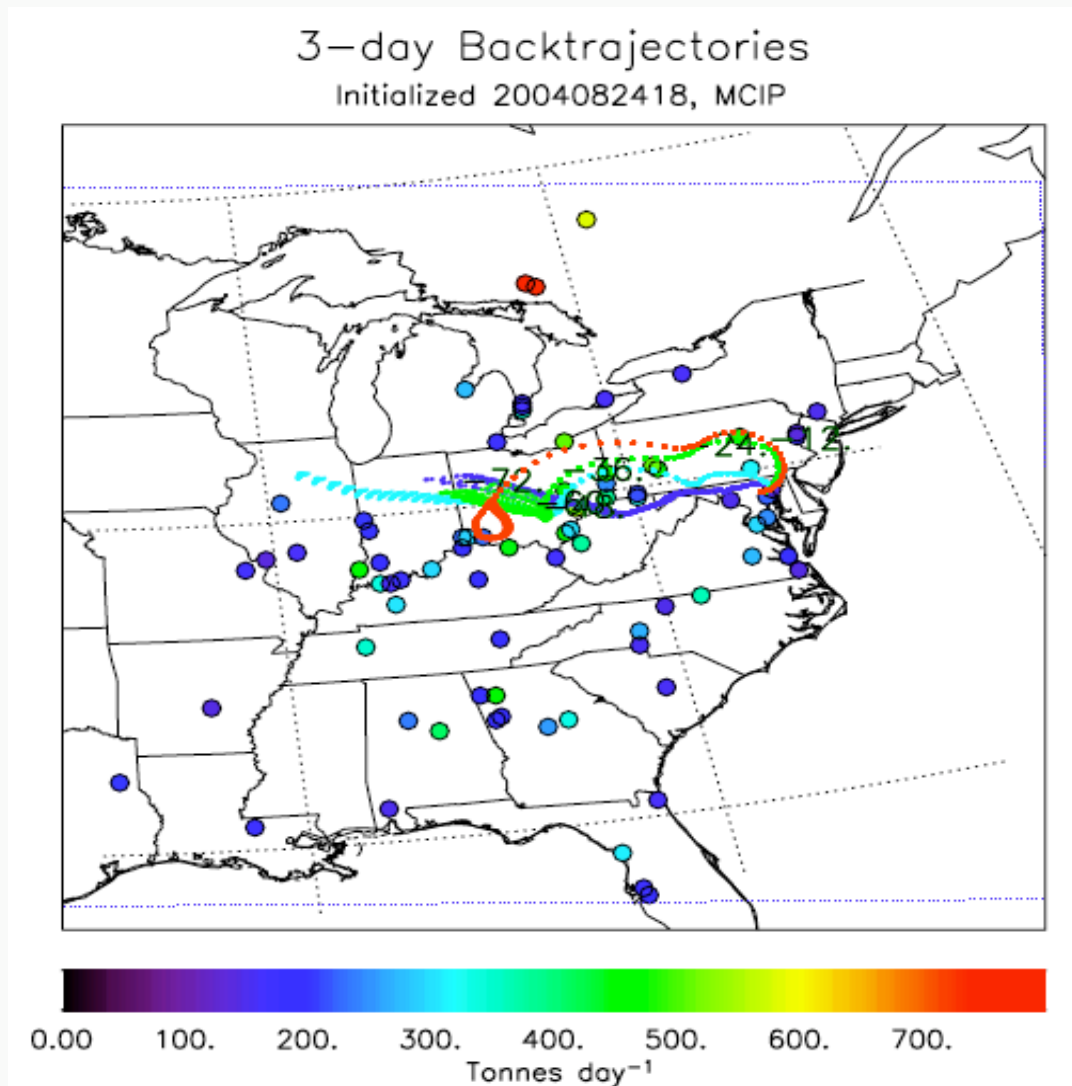 3-day Backtrajectories
Initialized 2004082418, MCIP
-24
-12
-36
-72
0.00 100. 200. 300. 400. 500. 600. 700.
Tonnes day⁻¹